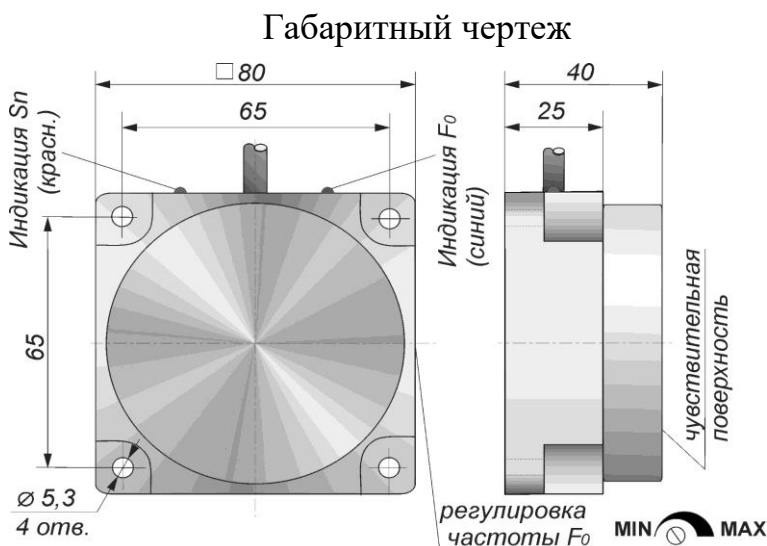 Габаритный чертеж
□ 80
40
65
25
Индикация Sn
(красн.)
Индикация F₀
(синий)
65
чувствительная
поверхность
Ø 5,3
4 отв.
регулировка
частоты F₀
MIN MAX